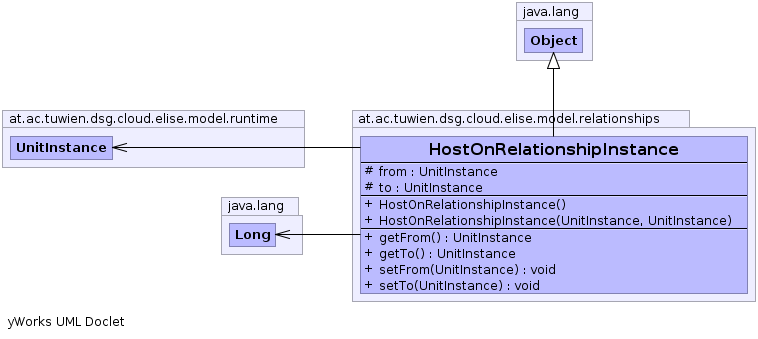 java.lang
Object
at.ac.tuwien.dsg.cloud.elise.model.runtime
UnitInstance
at.ac.tuwien.dsg.cloud.elise.model.relationships
HostOnRelationshipInstance
# from : UnitInstance
# to : UnitInstance
+ HostOnRelationshipInstance()
+ HostOnRelationshipInstance(UnitInstance, UnitInstance)
+ getFrom() : UnitInstance
+ getTo() : UnitInstance
+ setFrom(UnitInstance) : void
+ setTo(UnitInstance) : void
java.lang
Long
yWorks UML Doclet